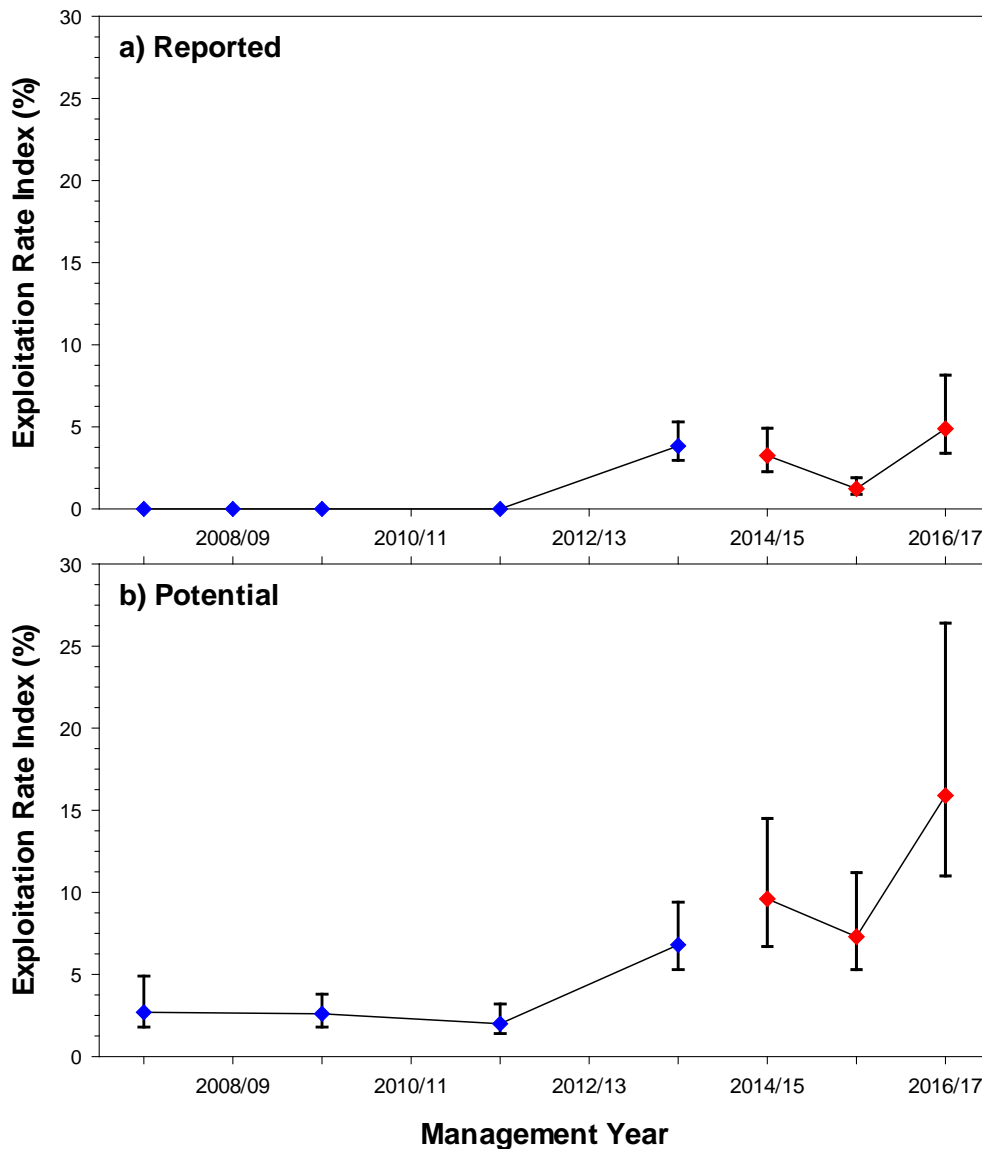 a) Reported
30
25
20
15
10
5
0
Exploitation Rate Index (%)
2008/09 2010/11 2012/13 2014/15 2016/17
b) Potential
30
25
20
15
10
5
0
Exploitation Rate Index (%)
2008/09 2010/11 2012/13 2014/15 2016/17
Management Year